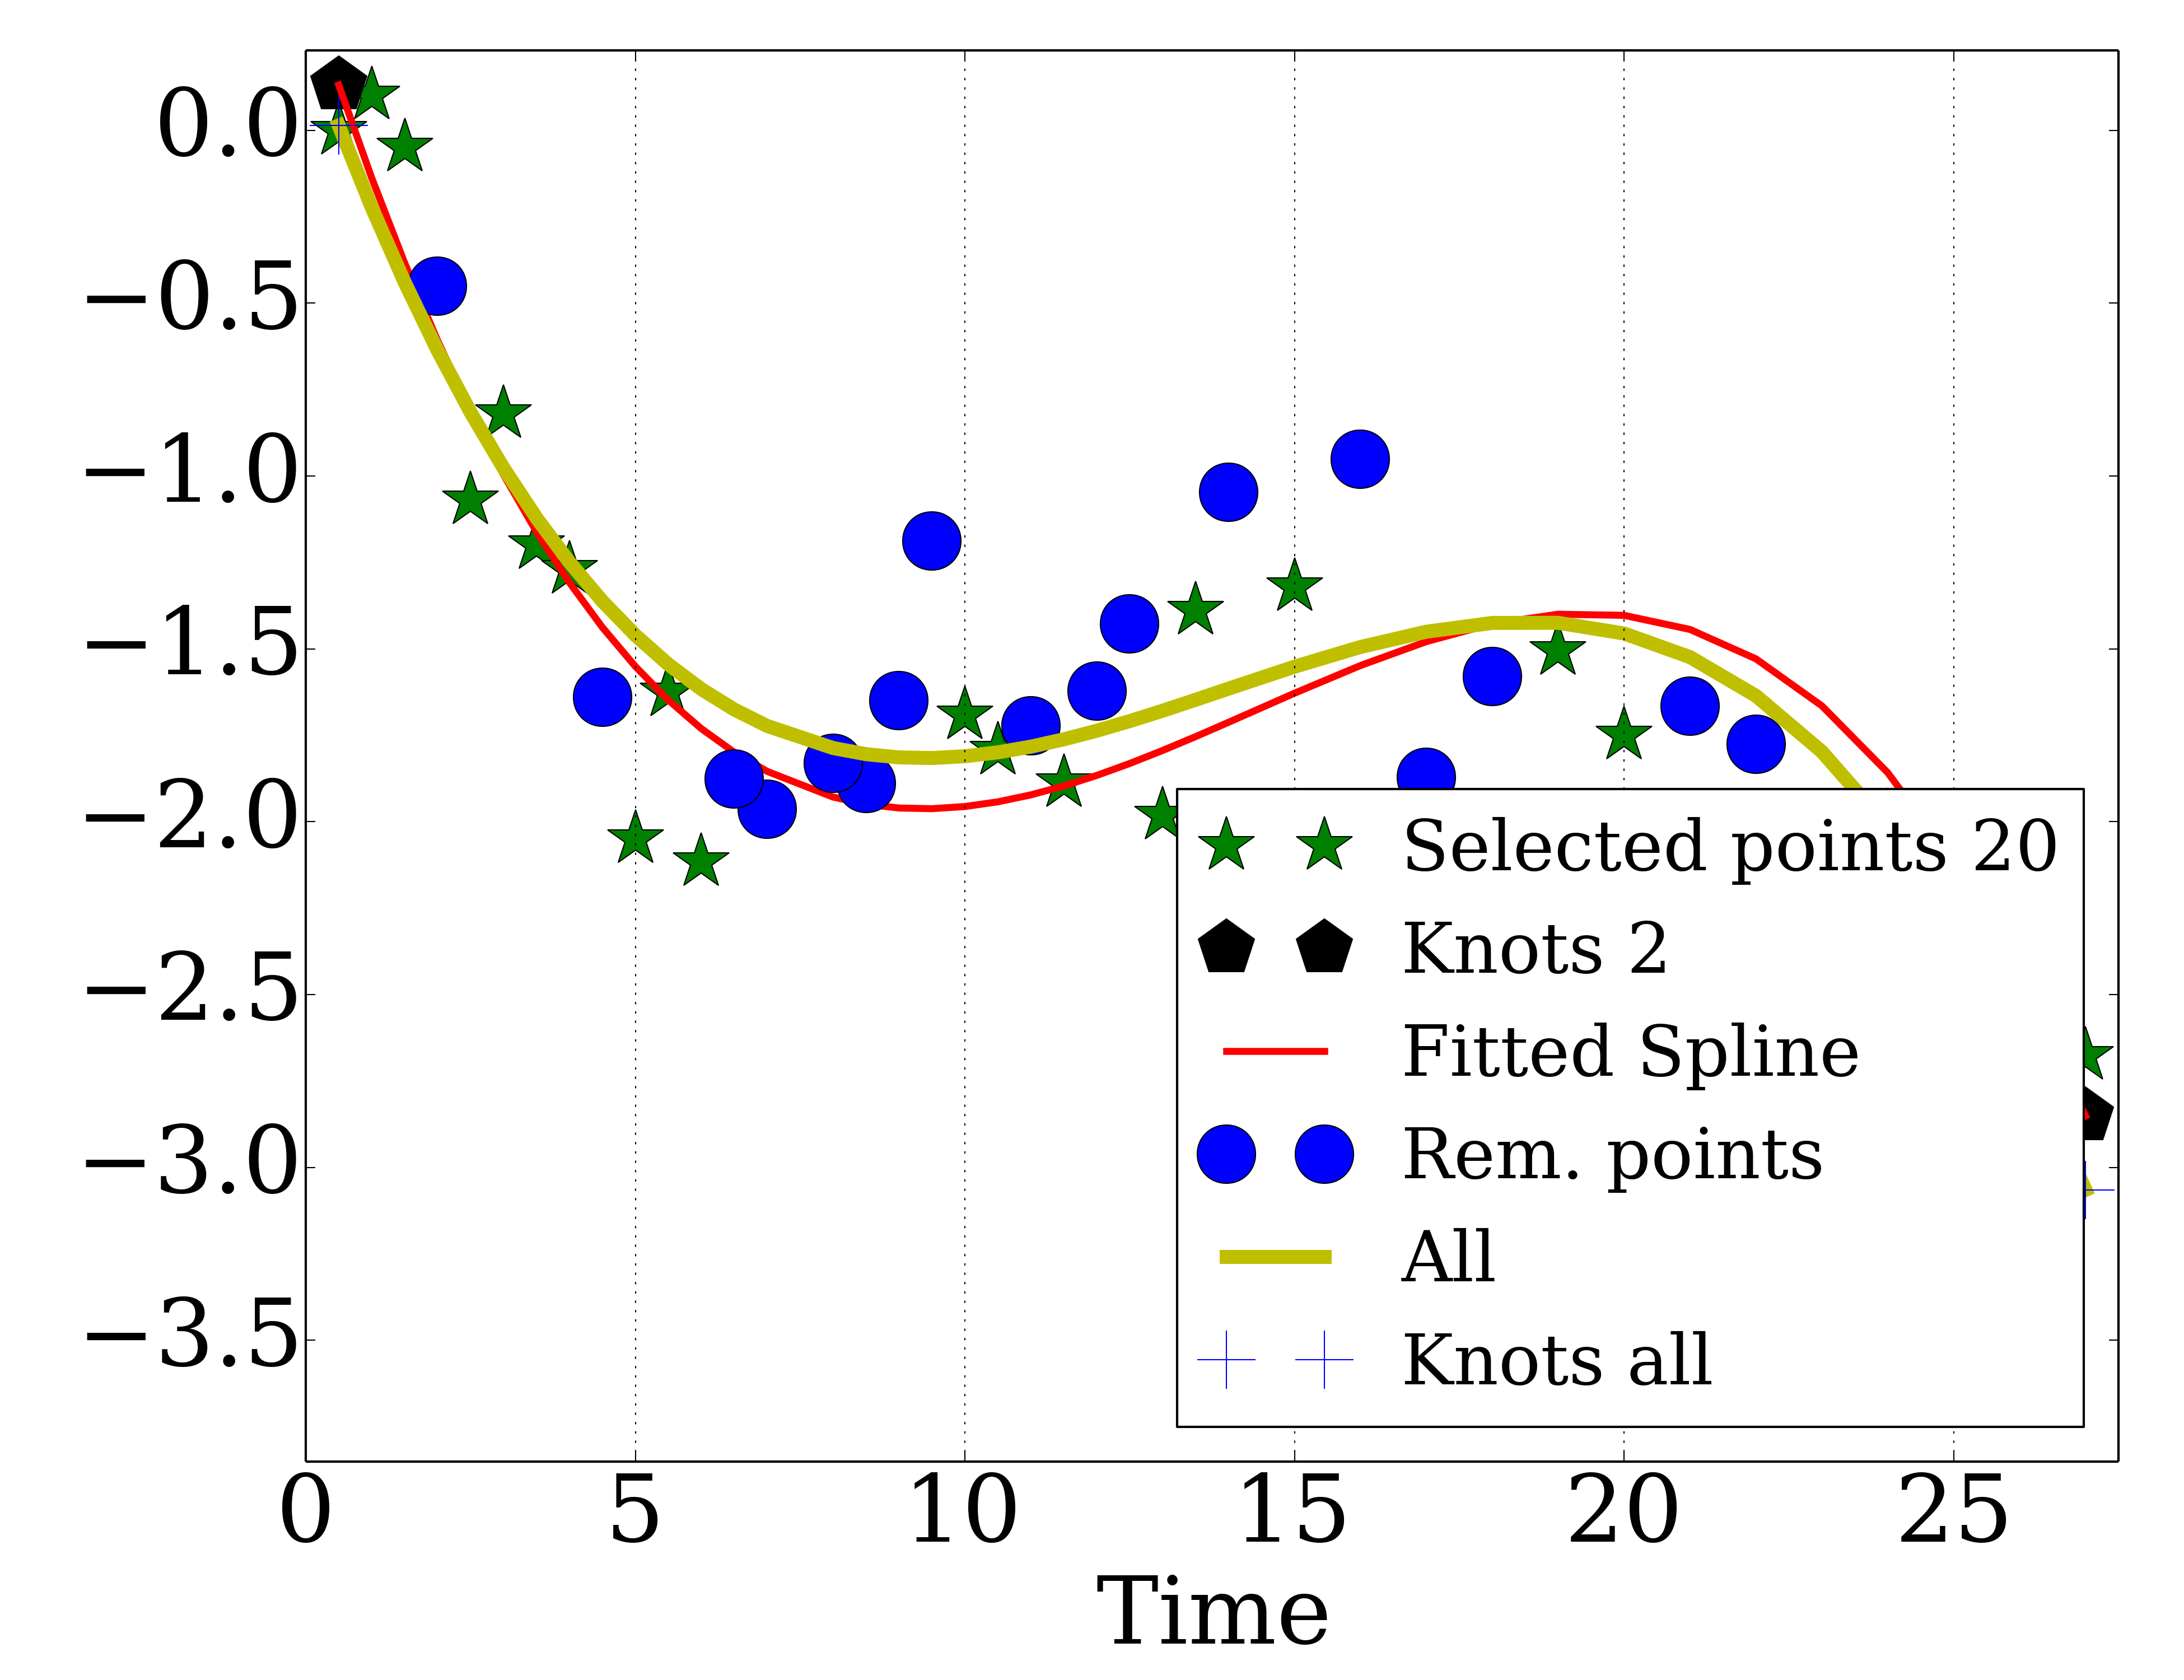 0.0
−0.5
−1.0
−1.5
−2.0
−2.5
−3.0
−3.5
Selected points 20
Knots 2
Fitted Spline
Rem. points
All
Knots all
0 5 10 15 20 25
Time